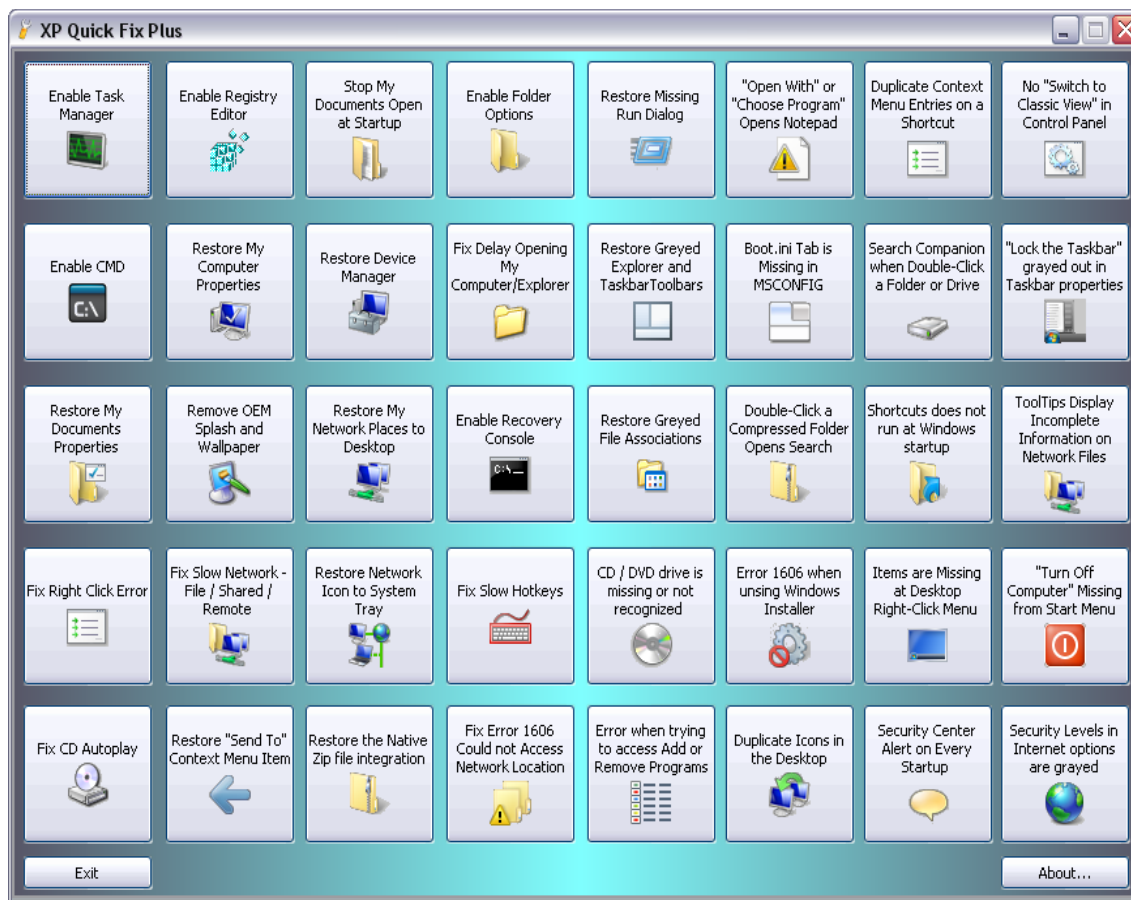 XP Quick Fix Plus
Enable Task
Manager
Enable Registry
Editor
Stop My
Documents Open
at Startup
Enable Folder
Options
Restore Missing
Run Dialog
"Open With" or
"Choose Program"
Opens Notepad
Duplicate Context
Menu Entries on a
Shortcut
No "Switch to
Classic View" in
Control Panel
Enable CMD
C:\
Restore My
Computer
Properties
Restore Device
Manager
Fix Delay Opening
My
Computer/Explorer
Restore Greyed
Explorer and
TaskbarToolbars
Boot.ini Tab is
Missing in
MSCONFIG
Search Companion
when Double-Click
a Folder or Drive
"Lock the Taskbar"
grayed out in
Taskbar properties
Restore My
Documents
Properties
Remove OEM
Splash and
Wallpaper
Restore My
Network Places to
Desktop
Enable Recovery
Console
C:\_
Restore Greyed
File Associations
Double-Click a
Compressed Folder
Opens Search
Shortcuts does not
run at Windows
startup
ToolTips Display
Incomplete
Information on
Network Files
Fix Right Click Error
Fix Slow Network -
File / Shared /
Remote
Restore Network
Icon to System
Tray
Fix Slow Hotkeys
CD / DVD drive is
missing or not
recognized
Error 1606 when
unsing Windows
Installer
Items are Missing
at Desktop
Right-Click Menu
"Turn Off
Computer" Missing
from Start Menu
Fix CD Autoplay
Restore "Send To"
Context Menu Item
Restore the Native
Zip file integration
Fix Error 1606
Could not Access
Network Location
Error when trying
to access Add or
Remove Programs
Duplicate Icons in
the Desktop
Security Center
Alert on Every
Startup
Security Levels in
Internet options
are grayed
Exit
About...